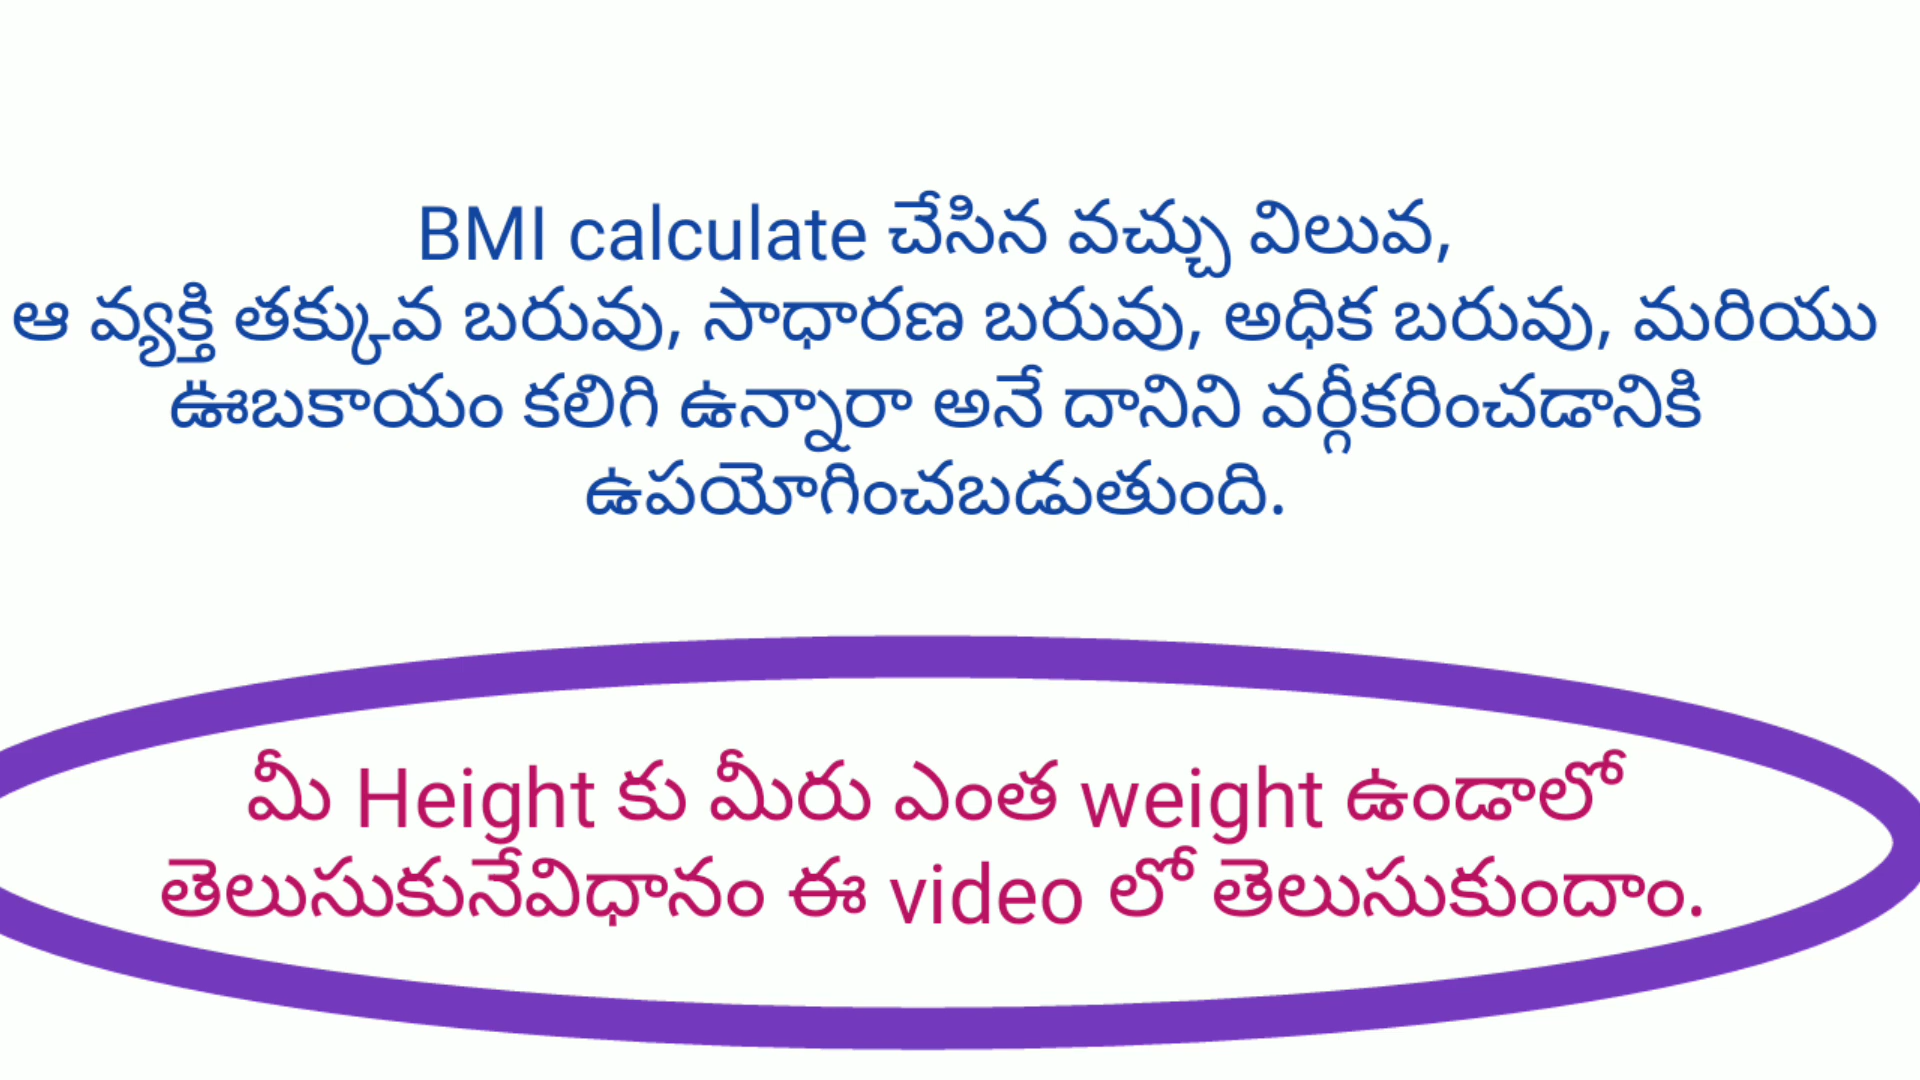 BMI calculate చేసిన వచ్చు విలువ,
ఆ వ్యక్తి తక్కువ బరువు, సాధారణ బరువు, అధిక బరువు, మరియు
ఊబకాయం కలిగి ఉన్నారా అనే దానిని వర్గీకరించడానికి
ఉపయోగించబడుతుంది.
మీ Height కు మీరు ఎంత weight ఉండాలో
తెలుసుకునేవిధానం ఈ video లో తెలుసుకుందాం.